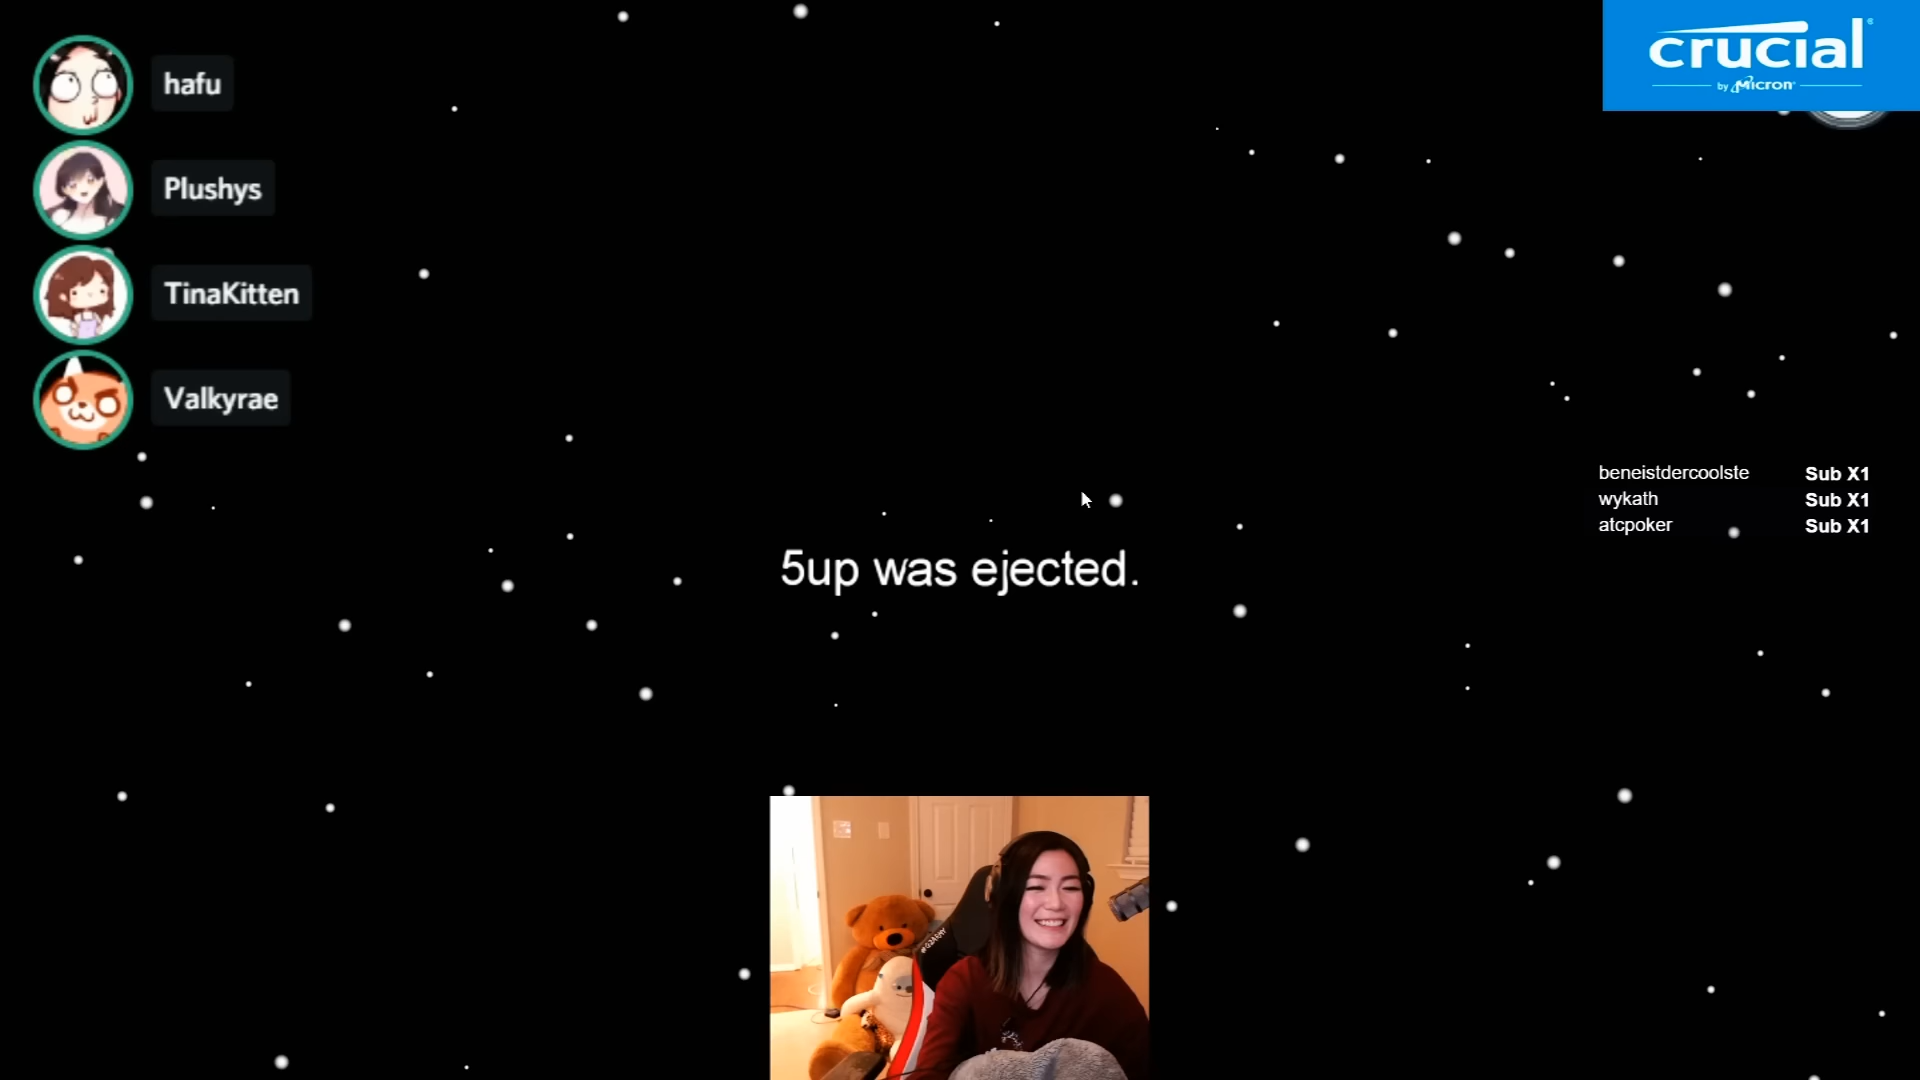 hafu
Plushys
TinaKitten
Valkyrae
crucial
by Micron
beneistdercoolste Sub X1
wykath Sub X1
atcpoker Sub X1
5up was ejected.